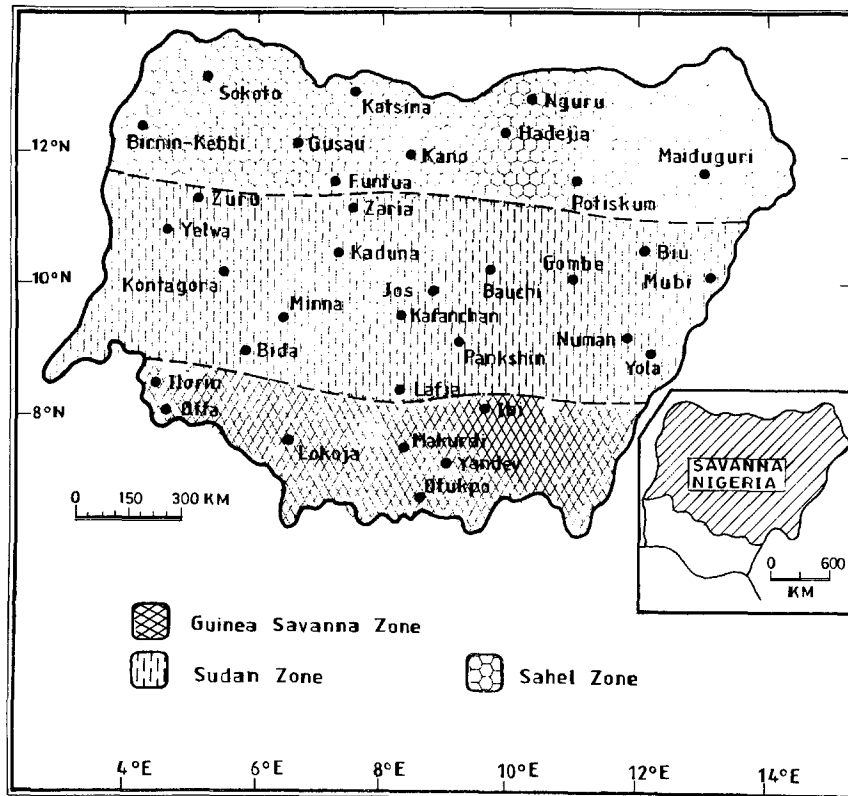 Sokoto
Katsina
Nguru
12°N
Birnin-Kebbi
Gusau
Kano
Hadejia
Maiduguri
Funtua
Potiskum
Zuru
Zaria
Yelwa
Kaduna
Gombe
Biu
10°N
Kontagora
Jos
Bauchi
Mubi
Minna
Kafanchan
Numan
Bida
Pankshin
Yola
Ilorin
Lafia
8°N
Offa
Ibi
Lokoja
Makurdi
Yandev
Otukpo
0 150 300 KM
SAVANNA
NIGERIA
0 600
KM
Guinea Savanna Zone
Sudan Zone
Sahel Zone
4°E 6°E 8°E 10°E 12°E 14°E